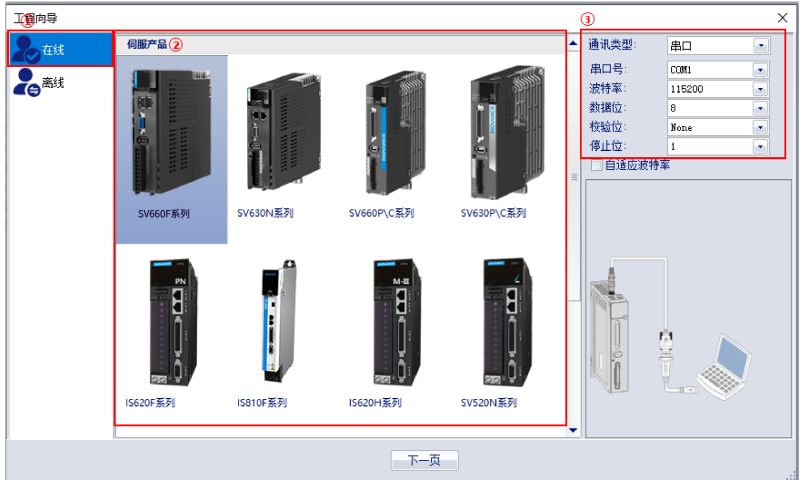 工程向导
①
在线
离线
伺服产品②
SV660F系列
SV630N系列
SV660P\C系列
SV630P\C系列
PN
M-III
IS620F系列
IS810F系列
IS620H系列
SV520N系列
③
通讯类型: 串口
串口号: COM1
波特率: 115200
数据位: 8
校验位: None
停止位: 1
自适应波特率
下一页